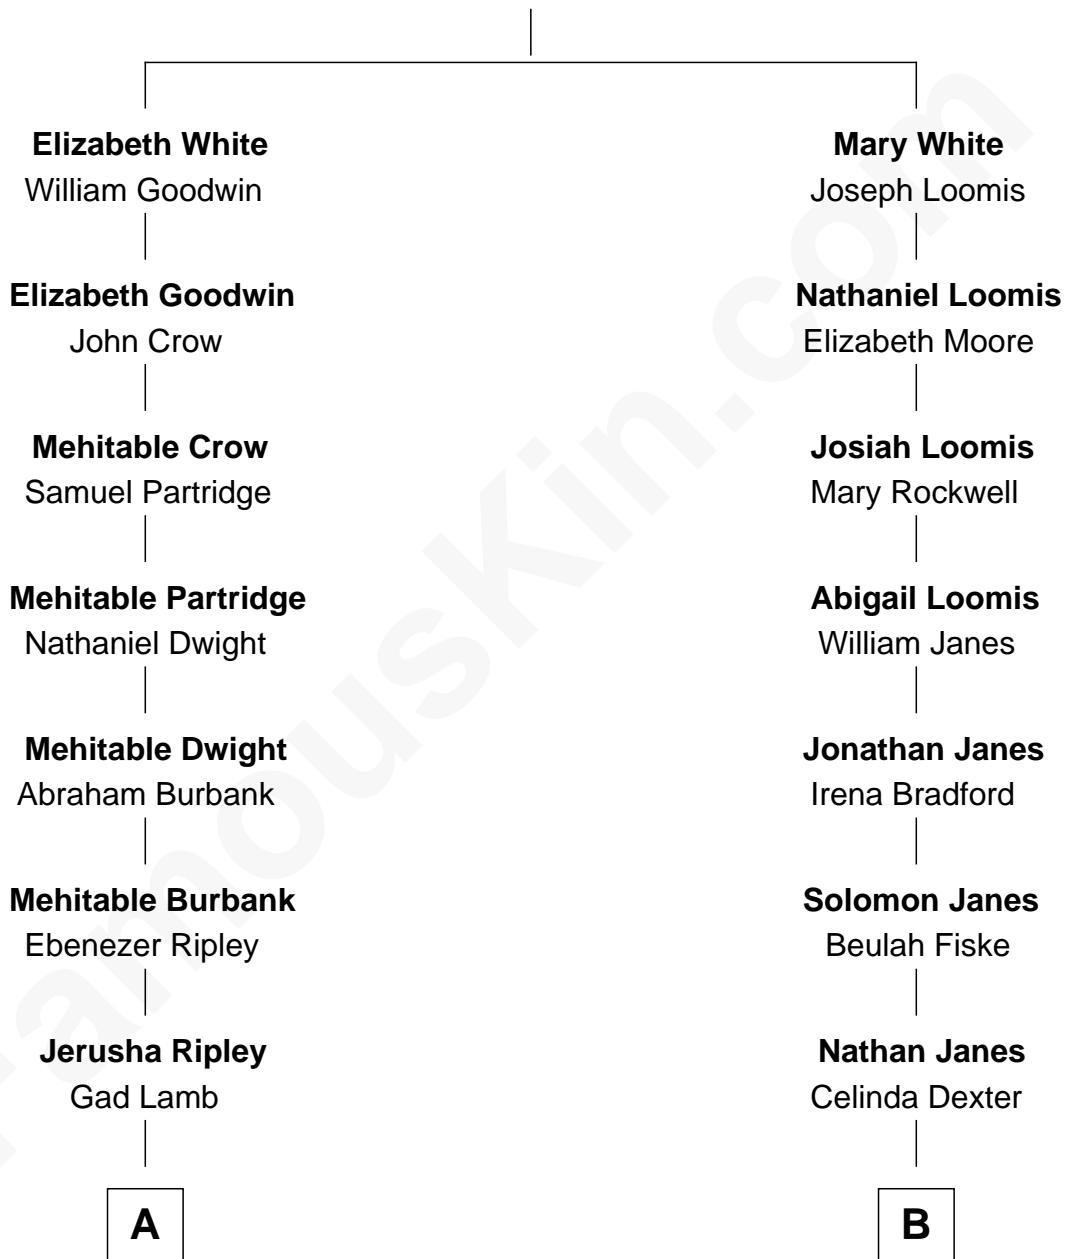 Elizabeth White
William Goodwin
Elizabeth Goodwin
John Crow
Mehitable Crow
Samuel Partridge
Mehitable Partridge
Nathaniel Dwight
Mehitable Dwight
Abraham Burbank
Mehitable Burbank
Ebenezer Ripley
Jerusha Ripley
Gad Lamb
A
Mary White
Joseph Loomis
Nathaniel Loomis
Elizabeth Moore
Josiah Loomis
Mary Rockwell
Abigail Loomis
William Janes
Jonathan Janes
Irena Bradford
Solomon Janes
Beulah Fiske
Nathan Janes
Celinda Dexter
B
FamousKin.com